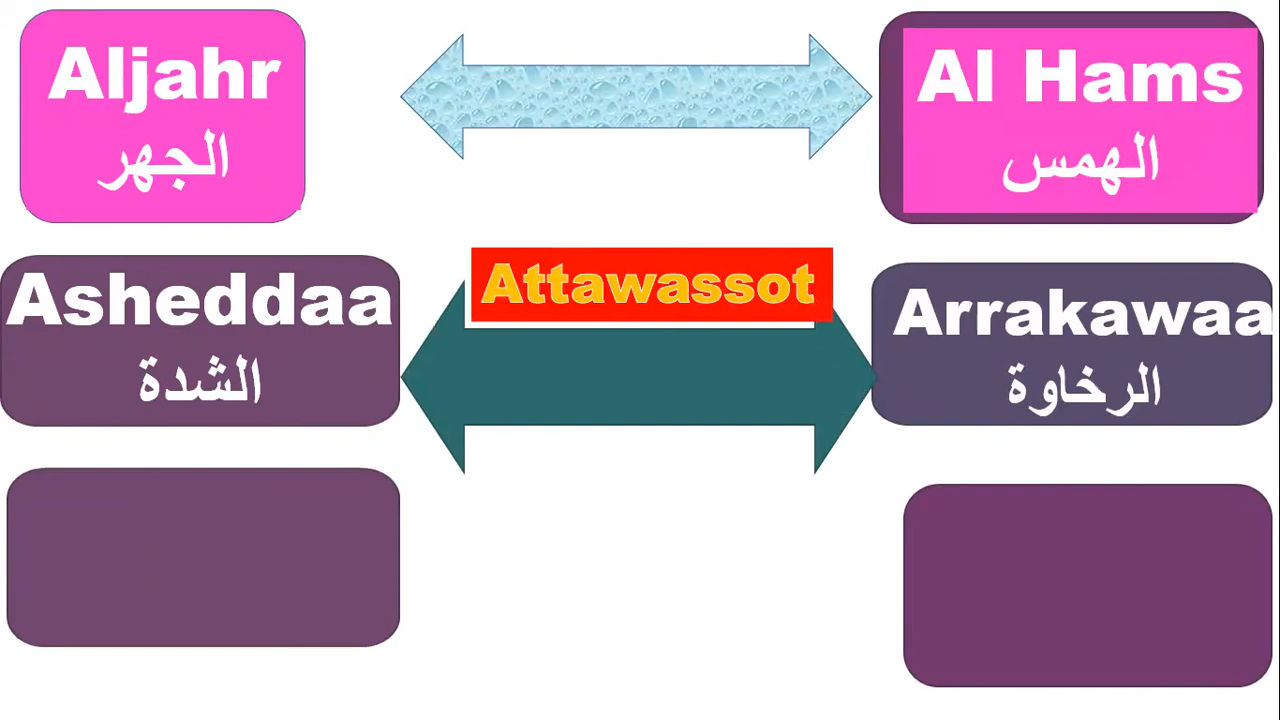 Aljahr
الجهر
Al Hams
الهمس
Attawassot
Asheddaa
الشدة
Arrakawaa
الرخاوة